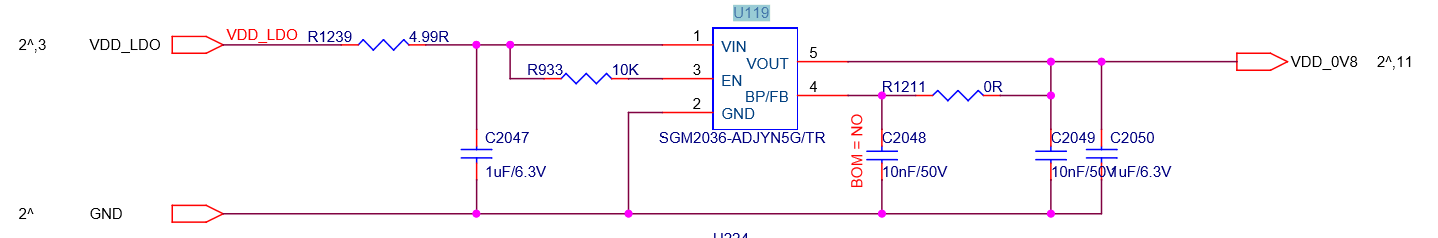 U119
2^,3 VDD_LDO VDD_LDO R1239 4.99R 1 VIN
5 VOUT VDD_0V8 2^,11
R933 10K 3 EN
4 BP/FB R1211 0R
2 GND
SGM2036-ADJYN5G/TR
C2047 BOM = NO C2048 C2049 C2050
1uF/6.3V 10nF/50V 10nF/50V 1uF/6.3V
2^ GND